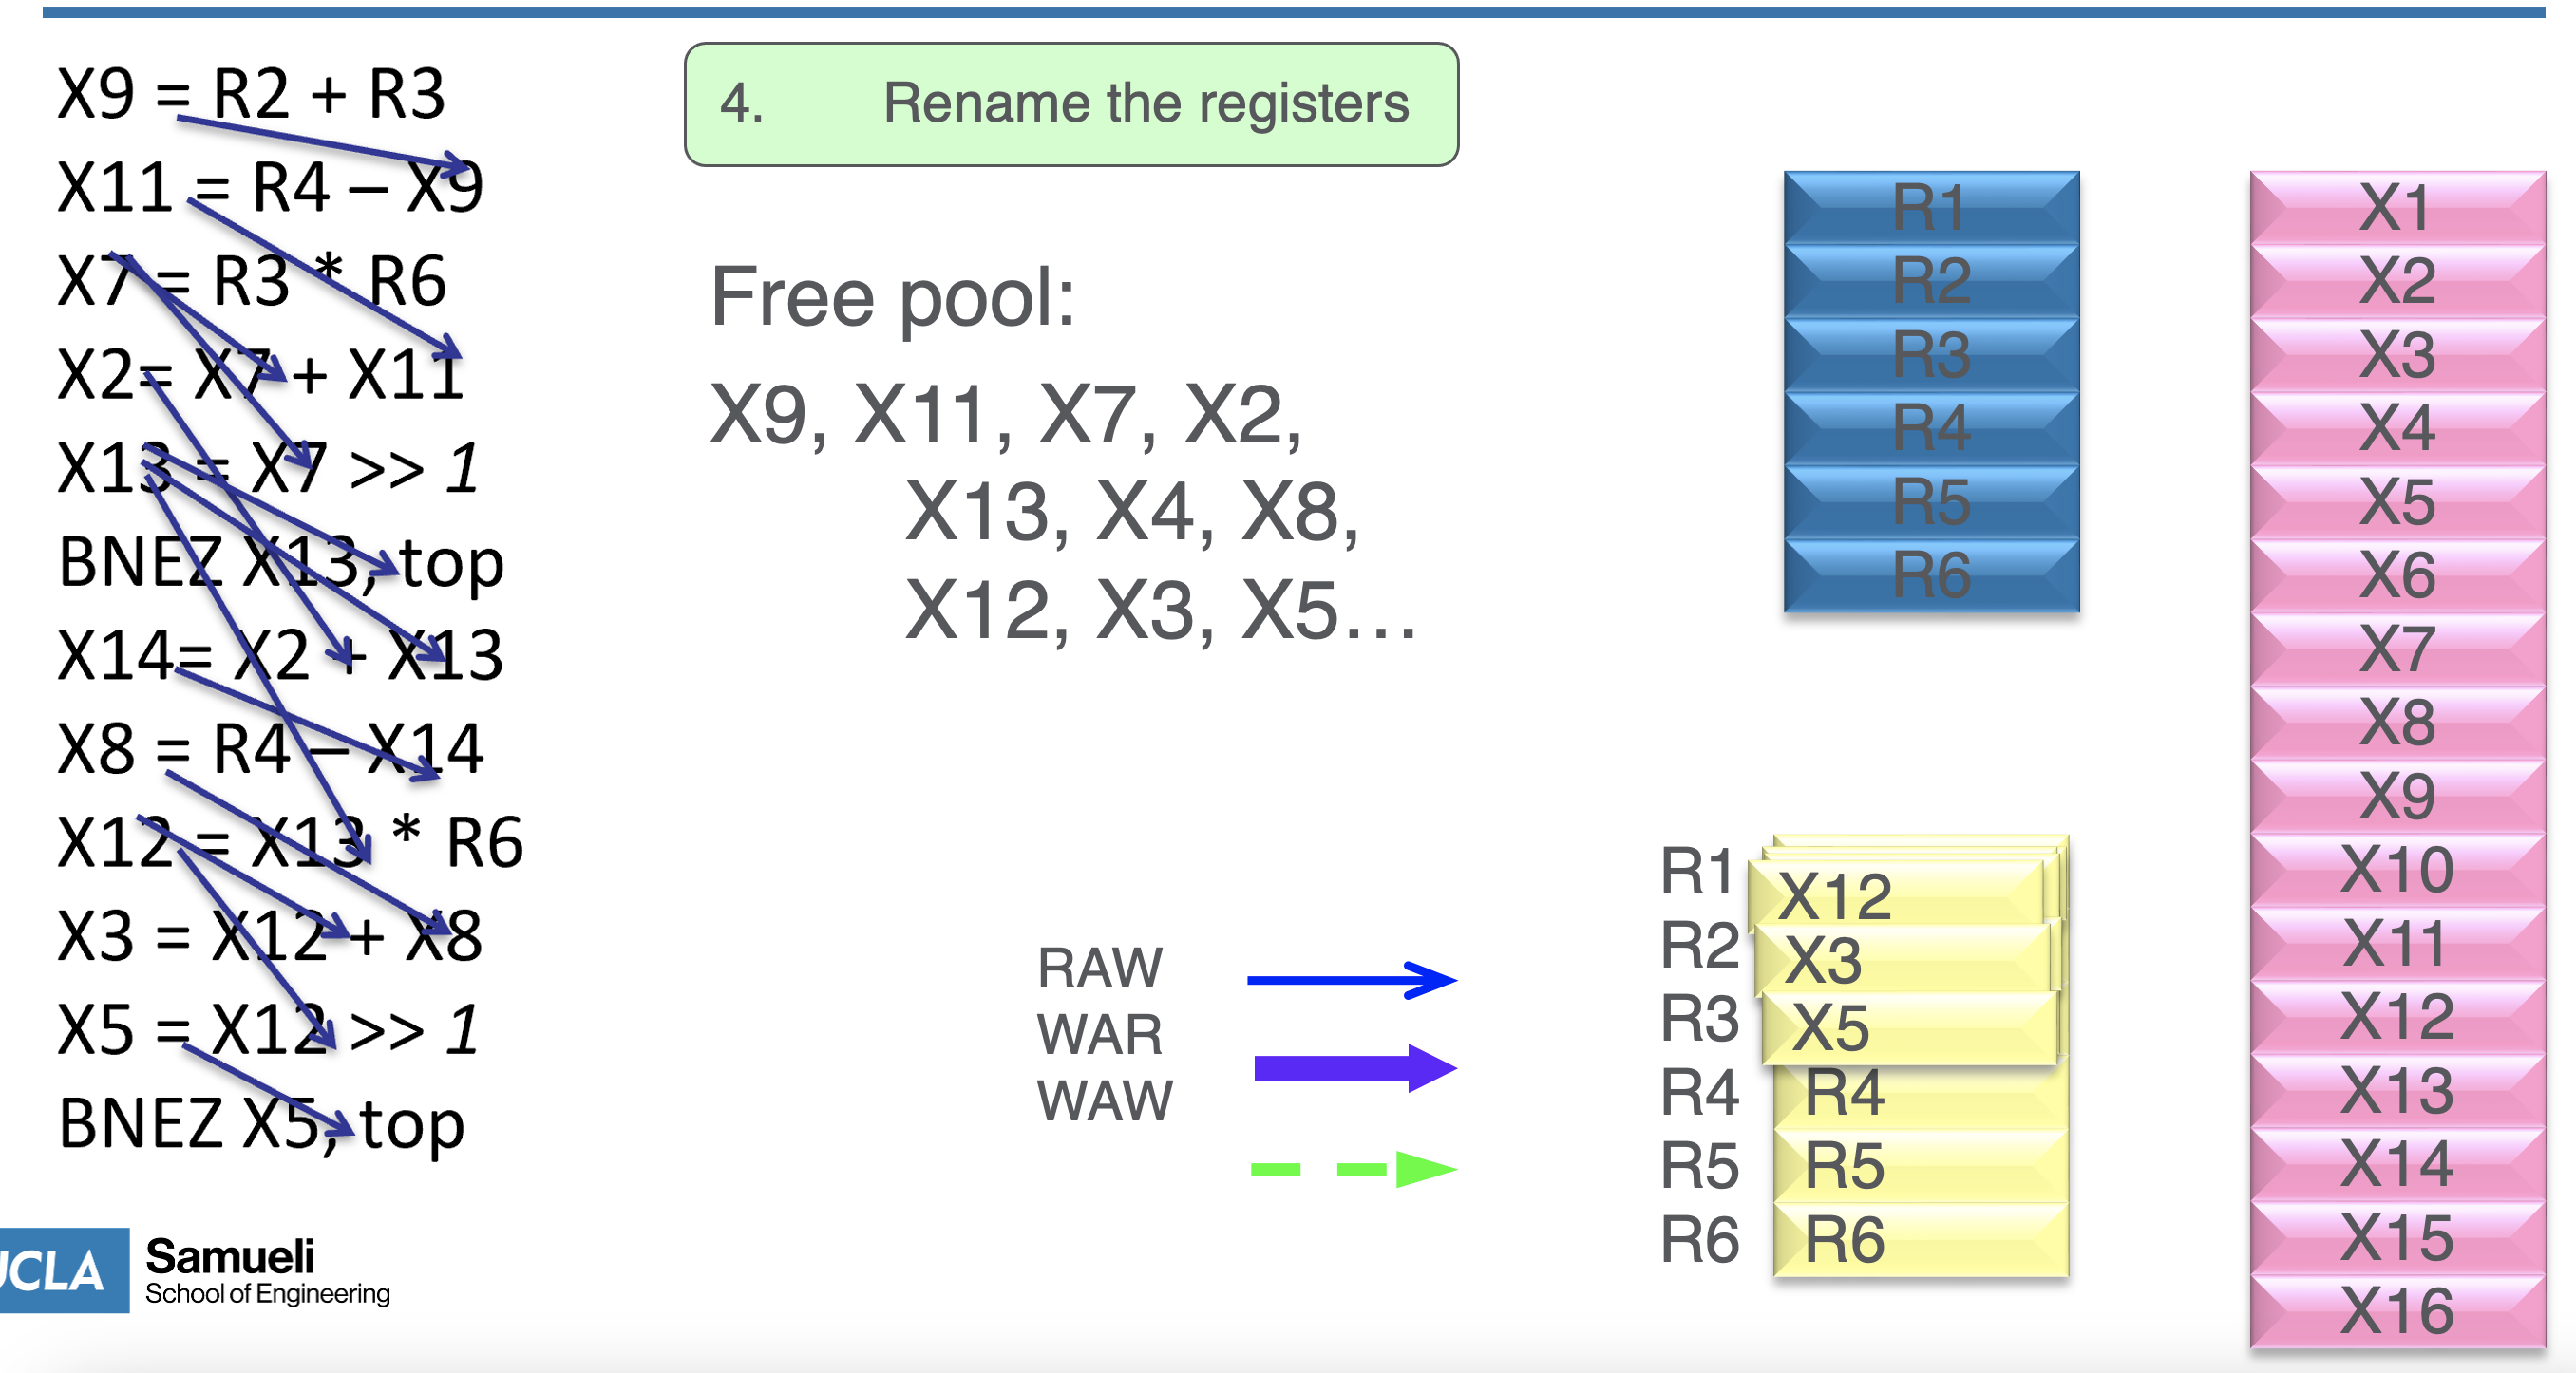 X9 = R2 + R3
X11 = R4 – X9
X7 = R3 * R6
X2= X7 + X11
X13 = X7 >> 1
BNEZ X13, top
X14= X2 + X13
X8 = R4 – X14
X12 = X13 * R6
X3 = X12 + X8
X5 = X12 >> 1
BNEZ X5, top
4. Rename the registers
Free pool:
X9, X11, X7, X2,
X13, X4, X8,
X12, X3, X5…
RAW
WAR
WAW
R1
R2
R3
R4
R5
R6
R1 X12
R2 X3
R3 X5
R4 R4
R5 R5
R6 R6
X1
X2
X3
X4
X5
X6
X7
X8
X9
X10
X11
X12
X13
X14
X15
X16
UCLA
Samueli
School of Engineering